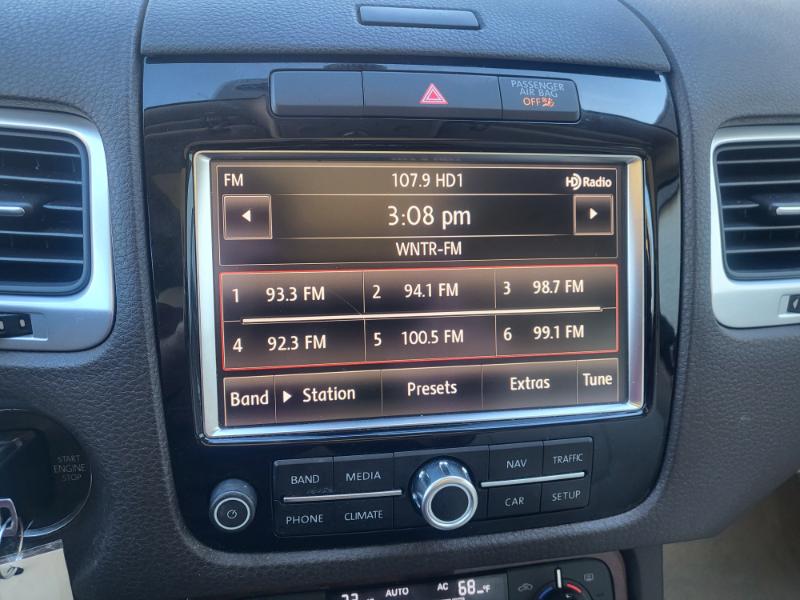 PASSENGER
AIR BAG
OFF
FM 107.9 HD1 HD Radio
3:08 pm
WNTR-FM
1 93.3 FM 2 94.1 FM 3 98.7 FM
4 92.3 FM 5 100.5 FM 6 99.1 FM
Band Station Presets Extras Tune
BAND MEDIA NAV TRAFFIC
PHONE CLIMATE CAR SETUP
START
ENGINE
STOP
AUTO AC 68 °F